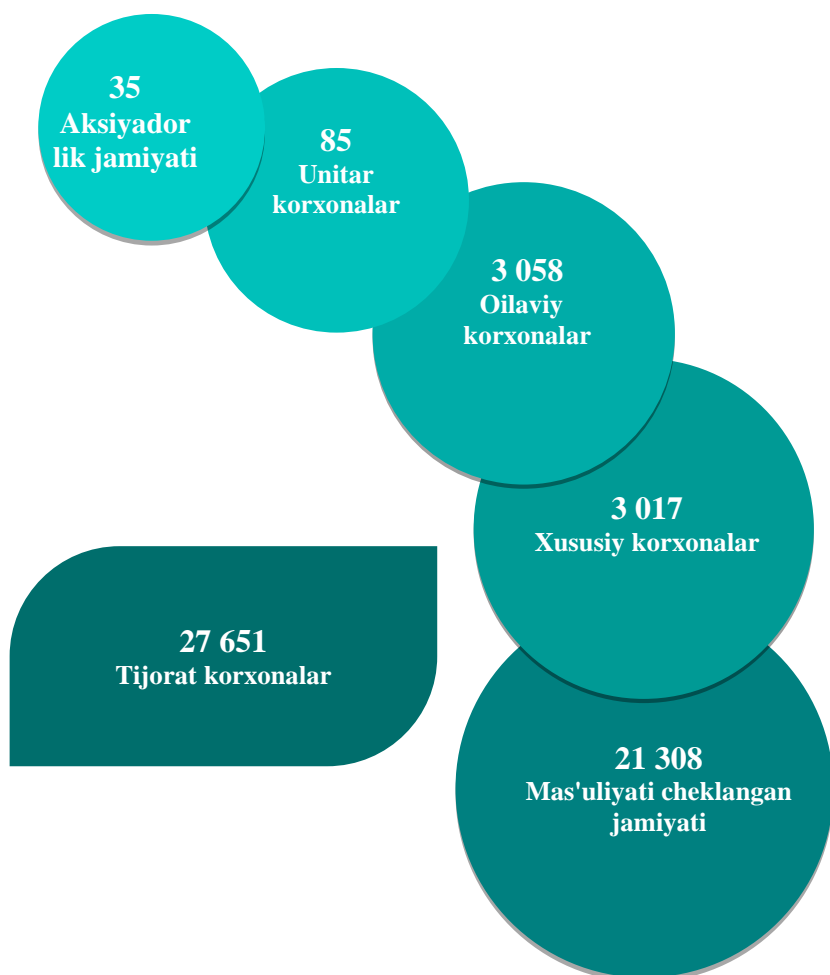 35
Aksiyador
lik jamiyati
85
Unitar
korxonalar
3 058
Oilaviy
korxonalar
3 017
Xususiy korxonalar
27 651
Tijorat korxonalar
21 308
Mas'uliyati cheklangan
jamiyati